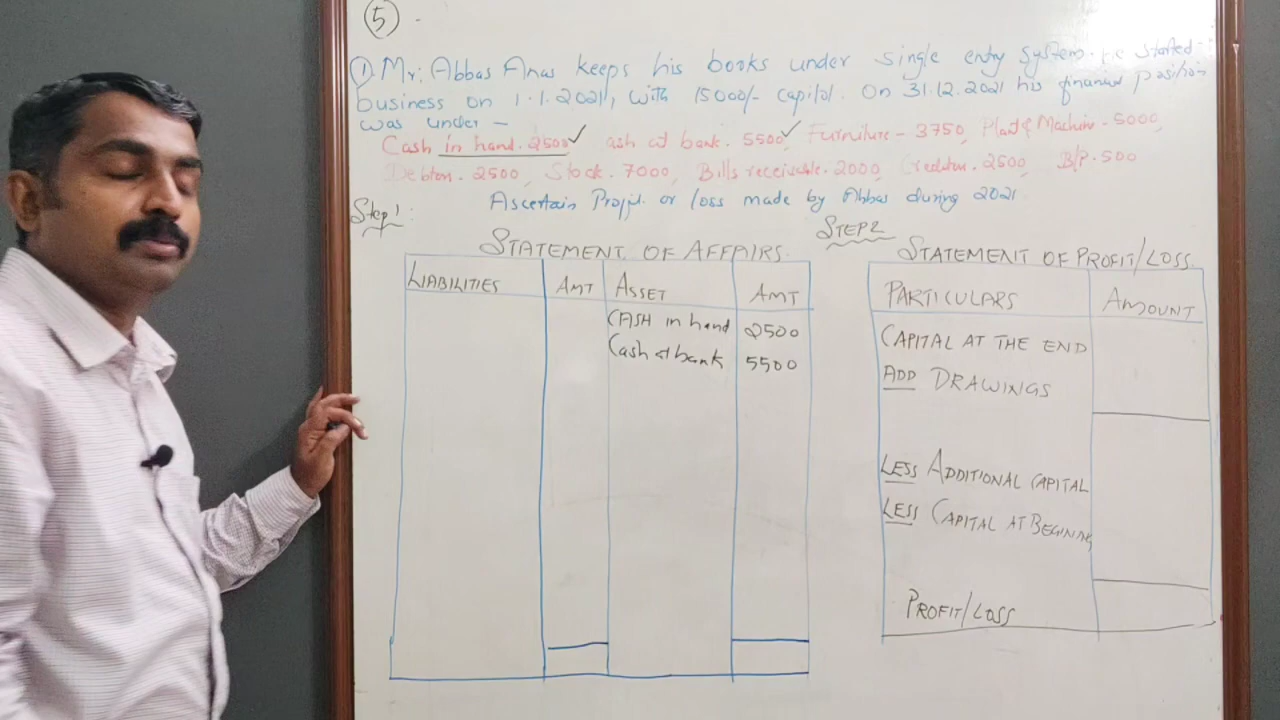 5
① Mr: Abbas Anas keeps his books under single entry system. He started
business on 1.1.2021, with 15000/- capital. On 31.12.2021 his financial position
was under -
Cash in hand. 2500 ✓ ash at bank. 5500 ✓ Furniture - 3750, Plant & Machine - 5000,
Debtors. 2500, Stock. 7000, Bills receivable. 2000, Creditors. 2500, B/P. 500
Ascertain Profit or loss made by Abbas during 2021
Step 1:
STATEMENT OF AFFAIRS.
LIABILITIES AMT ASSET AMT
CASH in hand 2500
Cash at bank 5500
STEP 2
STATEMENT OF PROFIT/LOSS
PARTICULARS AMOUNT
CAPITAL AT THE END
ADD DRAWINGS
LESS ADDITIONAL CAPITAL
LESS CAPITAL AT BEGINING
PROFIT/LOSS